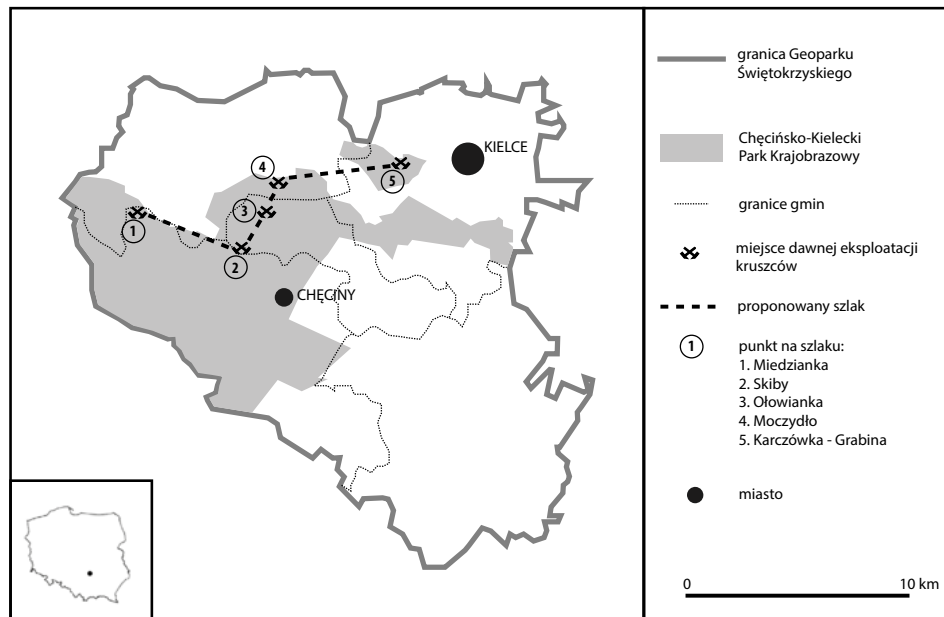 KIELCE
4
5
3
1
2
CHĘCINY
granica Geoparku
Świętokrzyskiego
Chęcińsko-Kielecki
Park Krajobrazowy
granice gmin
miejsce dawnej eksploatacji
kruszców
proponowany szlak
1
punkt na szlaku:
1. Miedzianka
2. Skiby
3. Ołowianka
4. Moczydło
5. Karczówka - Grabina
miasto
0 10 km